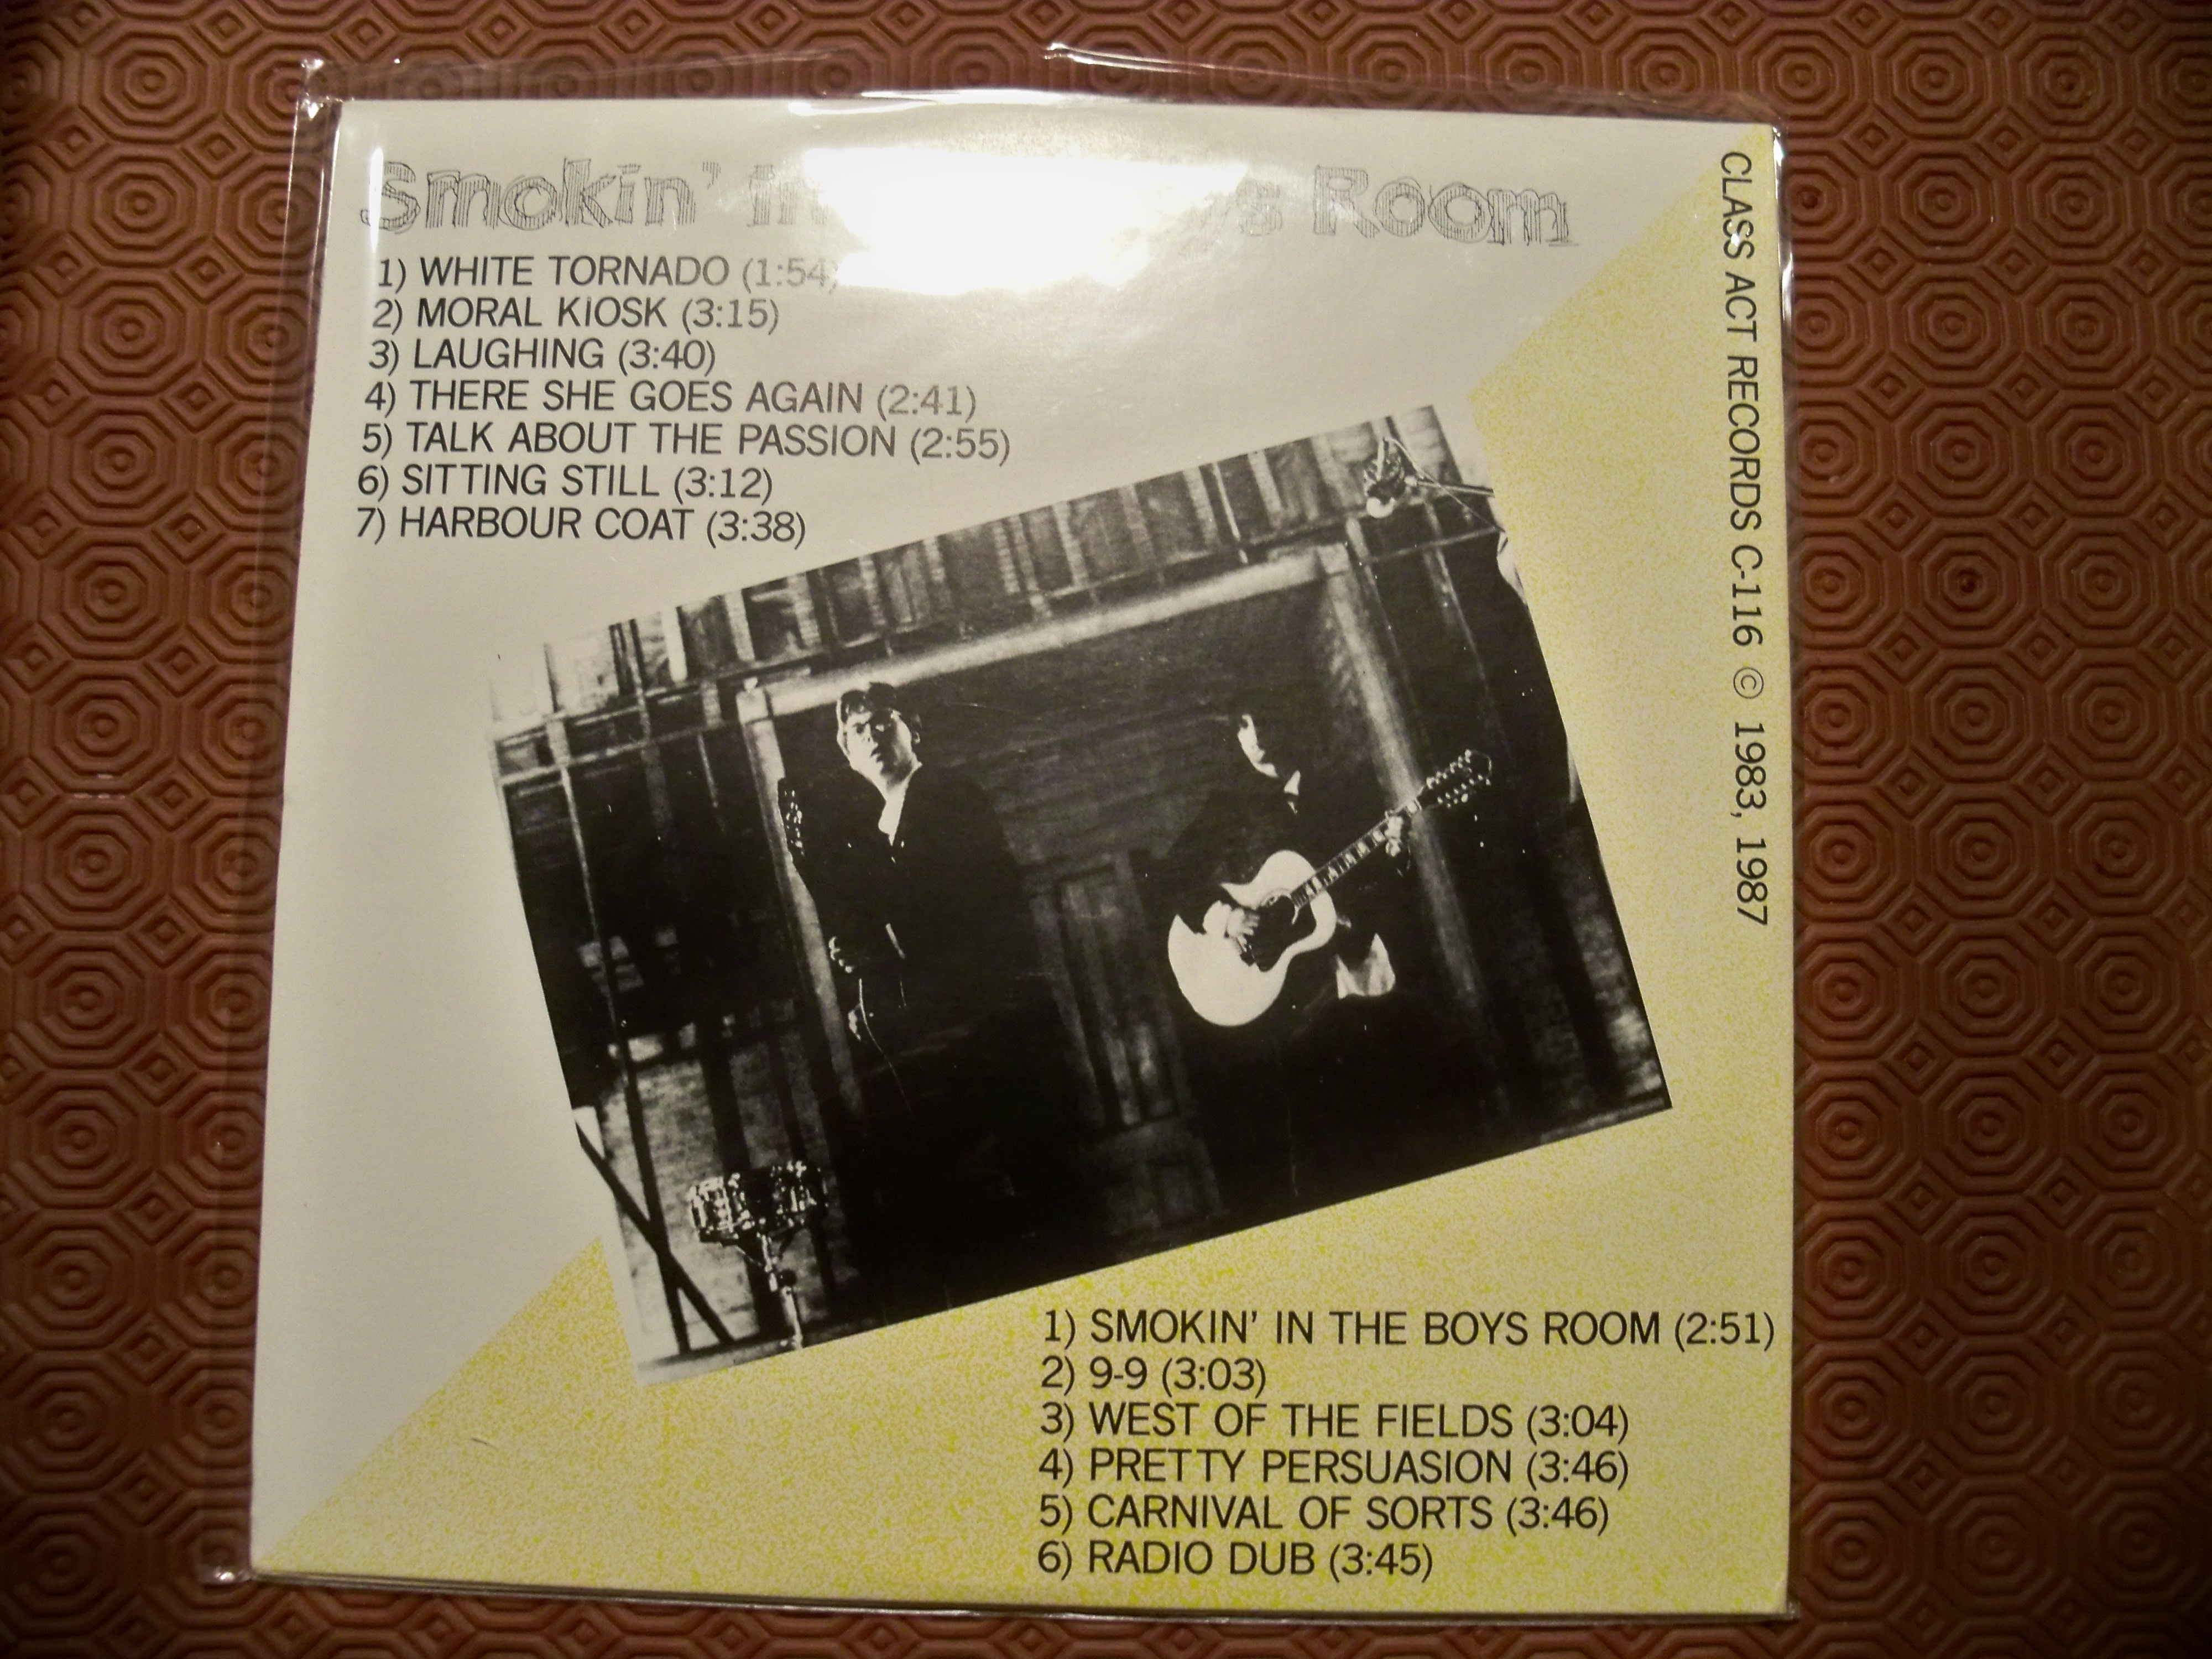 Smokin' in Room
1) WHITE TORNADO (1:54)
2) MORAL KIOSK (3:15)
3) LAUGHING (3:40)
4) THERE SHE GOES AGAIN (2:41)
5) TALK ABOUT THE PASSION (2:55)
6) SITTING STILL (3:12)
7) HARBOUR COAT (3:38)
CLASS ACT RECORDS C-116 © 1983, 1987
1) SMOKIN' IN THE BOYS ROOM (2:51)
2) 9-9 (3:03)
3) WEST OF THE FIELDS (3:04)
4) PRETTY PERSUASION (3:46)
5) CARNIVAL OF SORTS (3:46)
6) RADIO DUB (3:45)